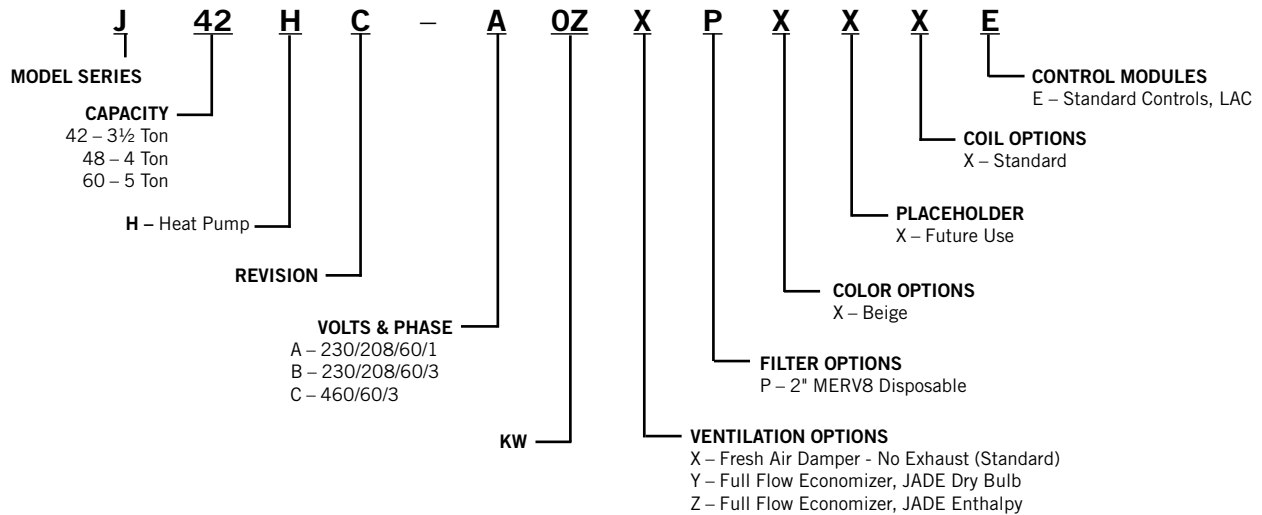 J 42 H C – A 0Z X P X X X E
MODEL SERIES
CAPACITY
42 – 3½ Ton
48 – 4 Ton
60 – 5 Ton
H – Heat Pump
REVISION
VOLTS & PHASE
A – 230/208/60/1
B – 230/208/60/3
C – 460/60/3
KW
CONTROL MODULES
E – Standard Controls, LAC
COIL OPTIONS
X – Standard
PLACEHOLDER
X – Future Use
COLOR OPTIONS
X – Beige
FILTER OPTIONS
P – 2" MERV8 Disposable
VENTILATION OPTIONS
X – Fresh Air Damper - No Exhaust (Standard)
Y – Full Flow Economizer, JADE Dry Bulb
Z – Full Flow Economizer, JADE Enthalpy